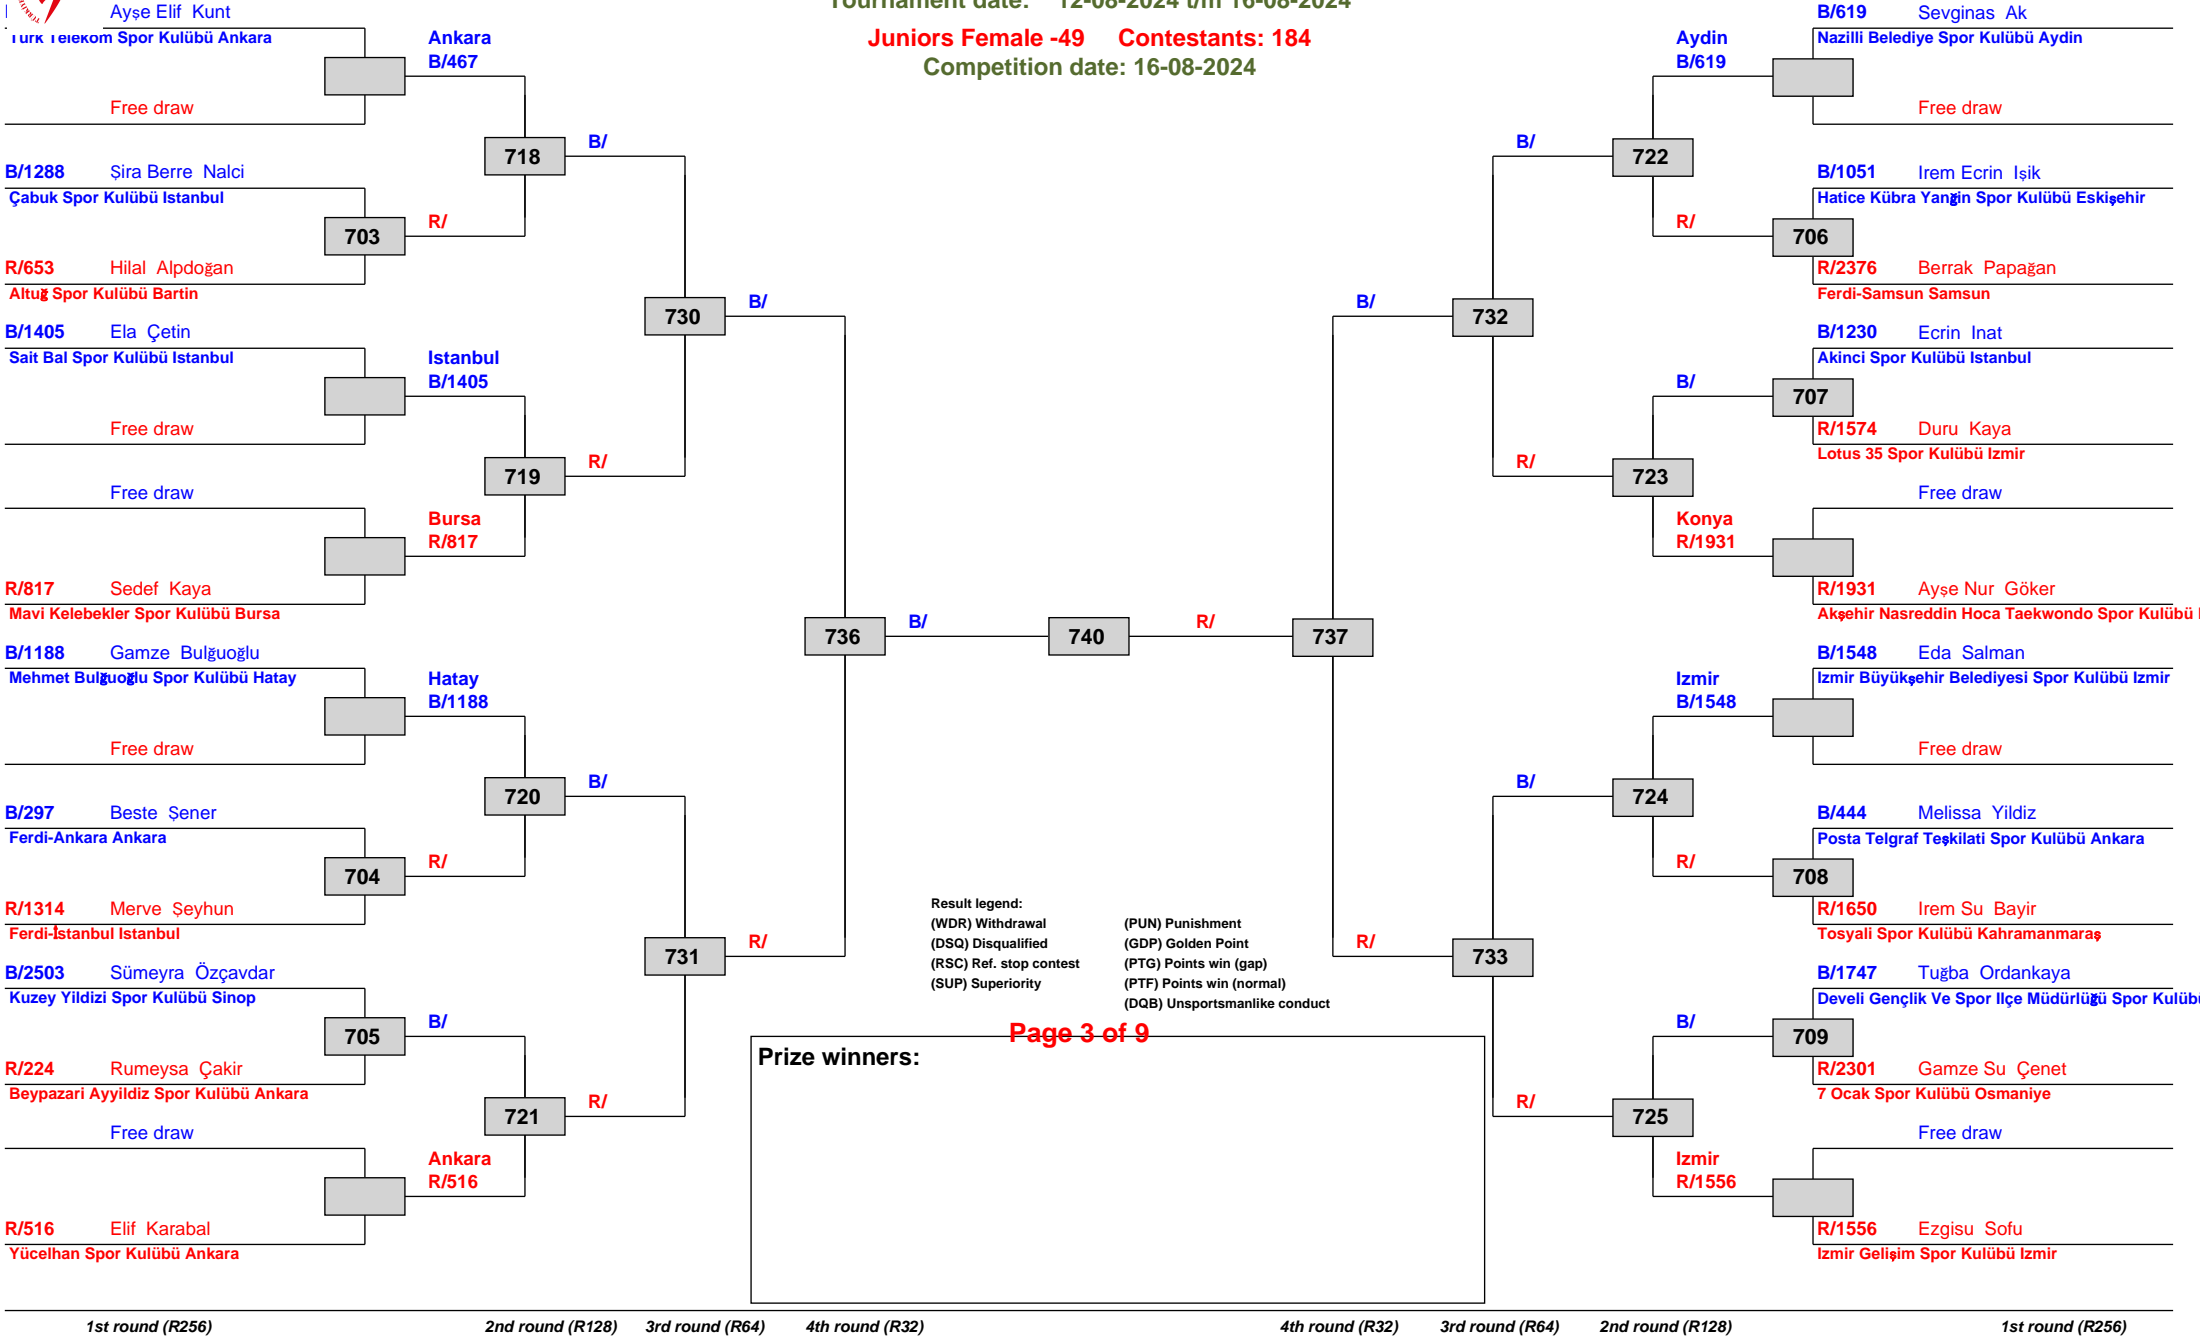 Tournament date: 12-08-2024 t/m 16-08-2024
Juniors Female -49 Contestants: 184
Competition date: 16-08-2024
Ayşe Elif Kunt
Türk Telekom Spor Kulübü Ankara
Free draw
Ankara
B/467
718
B/
B/1288 Şira Berre Nalci
Çabuk Spor Kulübü Istanbul
703
R/
R/653 Hilal Alpdoğan
Altuğ Spor Kulübü Bartin
730
B/
B/1405 Ela Çetin
Sait Bal Spor Kulübü Istanbul
Free draw
Istanbul
B/1405
719
R/
Free draw
Bursa
R/817
R/817 Sedef Kaya
Mavi Kelebekler Spor Kulübü Bursa
736
B/
740
R/
737
B/1188 Gamze Bulğuoğlu
Mehmet Bulğuoğlu Spor Kulübü Hatay
Free draw
Hatay
B/1188
720
B/
B/297 Beste Şener
Ferdi-Ankara Ankara
704
R/
R/1314 Merve Şeyhun
Ferdi-İstanbul Istanbul
731
R/
B/2503 Sümeyra Özçavdar
Kuzey Yildizi Spor Kulübü Sinop
705
B/
R/224 Rumeysa Çakir
Beypazari Ayyildiz Spor Kulübü Ankara
721
R/
Free draw
Ankara
R/516
R/516 Elif Karabal
Yücelhan Spor Kulübü Ankara
B/619 Sevginas Ak
Nazilli Belediye Spor Kulübü Aydin
Aydin
B/619
Free draw
B/
722
B/1051 Irem Ecrin Işik
Hatice Kübra Yanğin Spor Kulübü Eskişehir
R/
706
R/2376 Berrak Papağan
Ferdi-Samsun Samsun
B/
732
B/1230 Ecrin Inat
Akinci Spor Kulübü Istanbul
B/
707
R/1574 Duru Kaya
Lotus 35 Spor Kulübü Izmir
R/
723
Free draw
Konya
R/1931
R/1931 Ayşe Nur Göker
Akşehir Nasreddin Hoca Taekwondo Spor Kulübü
B/1548 Eda Salman
Izmir Büyükşehir Belediyesi Spor Kulübü Izmir
Izmir
B/1548
Free draw
B/
724
B/444 Melissa Yildiz
Posta Telgraf Teşkilati Spor Kulübü Ankara
R/
708
R/1650 Irem Su Bayir
Tosyali Spor Kulübü Kahramanmaraş
R/
733
B/1747 Tuğba Ordankaya
Develi Gençlik Ve Spor Ilçe Müdürlüğü Spor Kulübü
B/
709
R/2301 Gamze Su Çenet
7 Ocak Spor Kulübü Osmaniye
R/
725
Free draw
Izmir
R/1556
R/1556 Ezgisu Sofu
Izmir Gelişim Spor Kulübü Izmir
Result legend:
(WDR) Withdrawal (PUN) Punishment
(DSQ) Disqualified (GDP) Golden Point
(RSC) Ref. stop contest (PTG) Points win (gap)
(SUP) Superiority (PTF) Points win (normal)
(DQB) Unsportsmanlike conduct
Page 3 of 9
Prize winners:
1st round (R256) 2nd round (R128) 3rd round (R64) 4th round (R32) 4th round (R32) 3rd round (R64) 2nd round (R128) 1st round (R256)